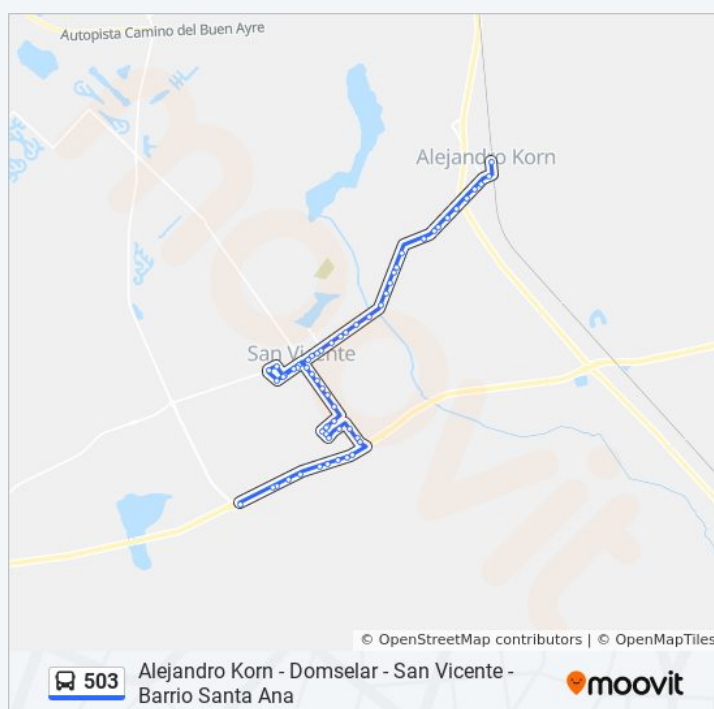 Autopista Camino del Buen Ayre
Alejandro Korn
San Vicente
moovit
© OpenStreetMap contributors | © OpenMapTiles
503
Alejandro Korn - Domselar - San Vicente -
Barrio Santa Ana
moovit